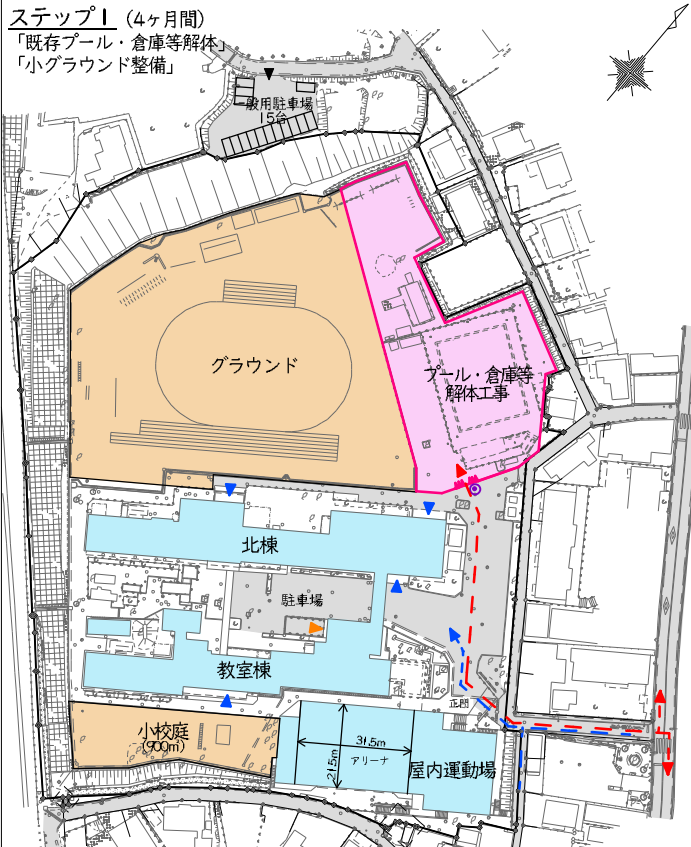 ステップ1（4ヶ月間）
「既存プール・倉庫等解体」
「小グラウンド整備」
一般用駐車場
15台
グラウンド
プール・倉庫等
解体工事
北棟
駐車場
教室棟
正門
小校庭
(900㎡)
31.5m
21.5m
アリーナ
屋内運動場